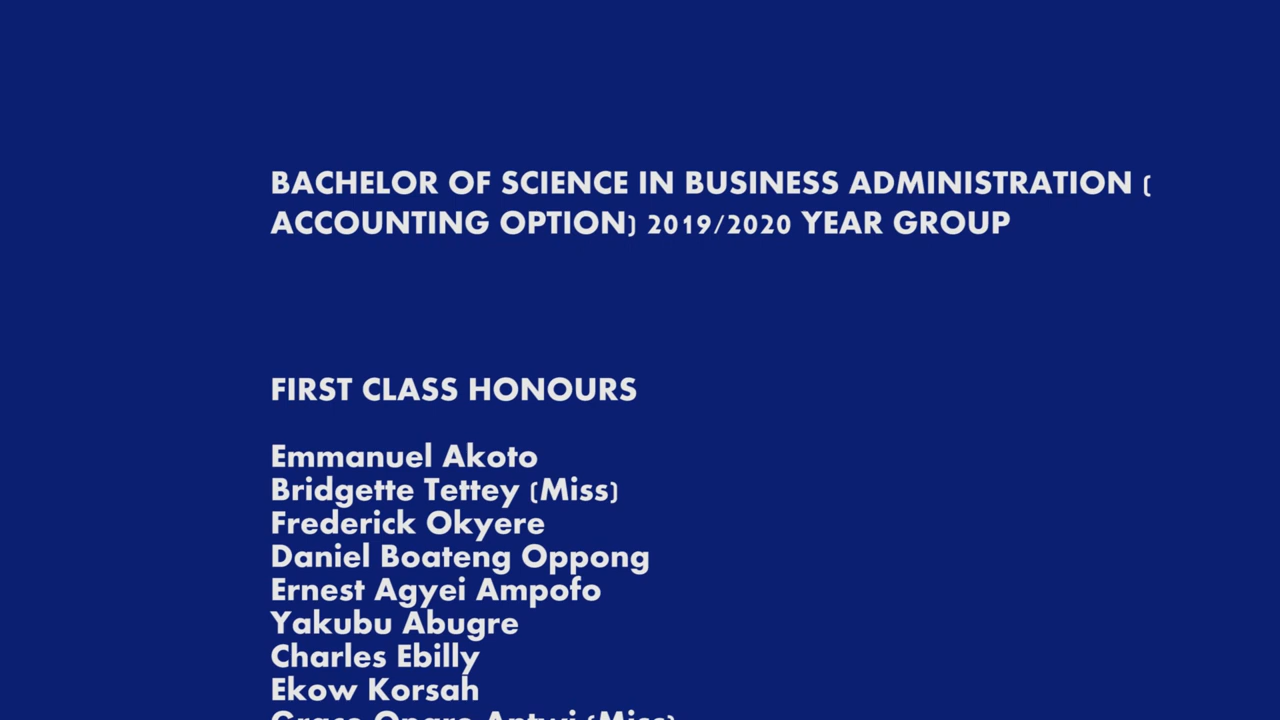 BACHELOR OF SCIENCE IN BUSINESS ADMINISTRATION (
ACCOUNTING OPTION) 2019/2020 YEAR GROUP
FIRST CLASS HONOURS
Emmanuel Akoto
Bridgette Tettey (Miss)
Frederick Okyere
Daniel Boateng Oppong
Ernest Agyei Ampofo
Yakubu Abugre
Charles Ebilly
Ekow Korsah